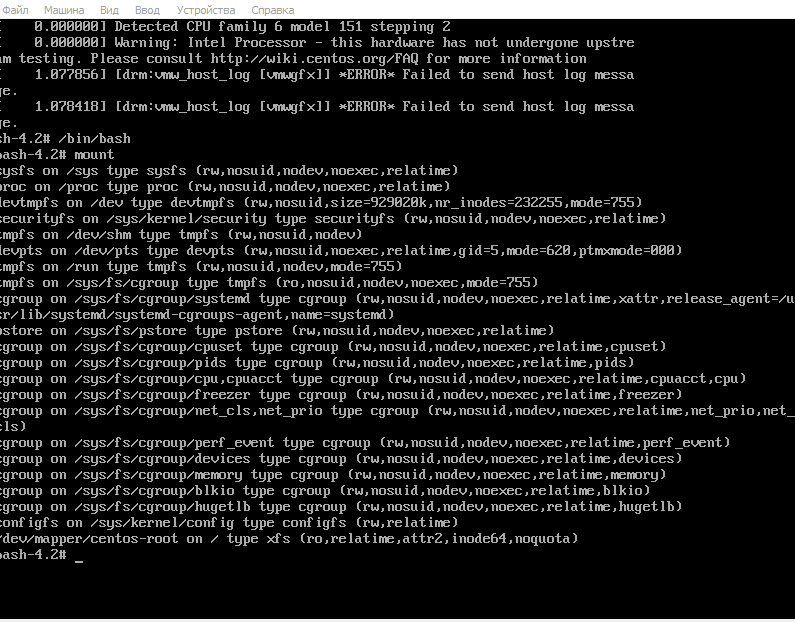 Файл Машина Вид Ввод Устройства Справка
[ 0.000000] Detected CPU family 6 model 151 stepping 2
[ 0.000000] Warning: Intel Processor - this hardware has not undergone upstre
am testing. Please consult http://wiki.centos.org/FAQ for more information
[ 1.077856] [drm:vmw_host_log [vmwgfx]] *ERROR* Failed to send host log messa
ge.
[ 1.078418] [drm:vmw_host_log [vmwgfx]] *ERROR* Failed to send host log messa
ge.
sh-4.2# /bin/bash
bash-4.2# mount
sysfs on /sys type sysfs (rw,nosuid,nodev,noexec,relatime)
proc on /proc type proc (rw,nosuid,nodev,noexec,relatime)
devtmpfs on /dev type devtmpfs (rw,nosuid,size=929020k,nr_inodes=232255,mode=755)
securityfs on /sys/kernel/security type securityfs (rw,nosuid,nodev,noexec,relatime)
tmpfs on /dev/shm type tmpfs (rw,nosuid,nodev)
devpts on /dev/pts type devpts (rw,nosuid,noexec,relatime,gid=5,mode=620,ptmxmode=000)
tmpfs on /run type tmpfs (rw,nosuid,nodev,mode=755)
tmpfs on /sys/fs/cgroup type tmpfs (ro,nosuid,nodev,noexec,mode=755)
cgroup on /sys/fs/cgroup/systemd type cgroup (rw,nosuid,nodev,noexec,relatime,xattr,release_agent=/u
sr/lib/systemd/systemd-cgroups-agent,name=systemd)
pstore on /sys/fs/pstore type pstore (rw,nosuid,nodev,noexec,relatime)
cgroup on /sys/fs/cgroup/cpuset type cgroup (rw,nosuid,nodev,noexec,relatime,cpuset)
cgroup on /sys/fs/cgroup/pids type cgroup (rw,nosuid,nodev,noexec,relatime,pids)
cgroup on /sys/fs/cgroup/cpu,cpuacct type cgroup (rw,nosuid,nodev,noexec,relatime,cpuacct,cpu)
cgroup on /sys/fs/cgroup/freezer type cgroup (rw,nosuid,nodev,noexec,relatime,freezer)
cgroup on /sys/fs/cgroup/net_cls,net_prio type cgroup (rw,nosuid,nodev,noexec,relatime,net_prio,net_
cls)
cgroup on /sys/fs/cgroup/perf_event type cgroup (rw,nosuid,nodev,noexec,relatime,perf_event)
cgroup on /sys/fs/cgroup/devices type cgroup (rw,nosuid,nodev,noexec,relatime,devices)
cgroup on /sys/fs/cgroup/memory type cgroup (rw,nosuid,nodev,noexec,relatime,memory)
cgroup on /sys/fs/cgroup/blkio type cgroup (rw,nosuid,nodev,noexec,relatime,blkio)
cgroup on /sys/fs/cgroup/hugetlb type cgroup (rw,nosuid,nodev,noexec,relatime,hugetlb)
configfs on /sys/kernel/config type configfs (rw,relatime)
/dev/mapper/centos-root on / type xfs (ro,relatime,attr2,inode64,noquota)
bash-4.2# _